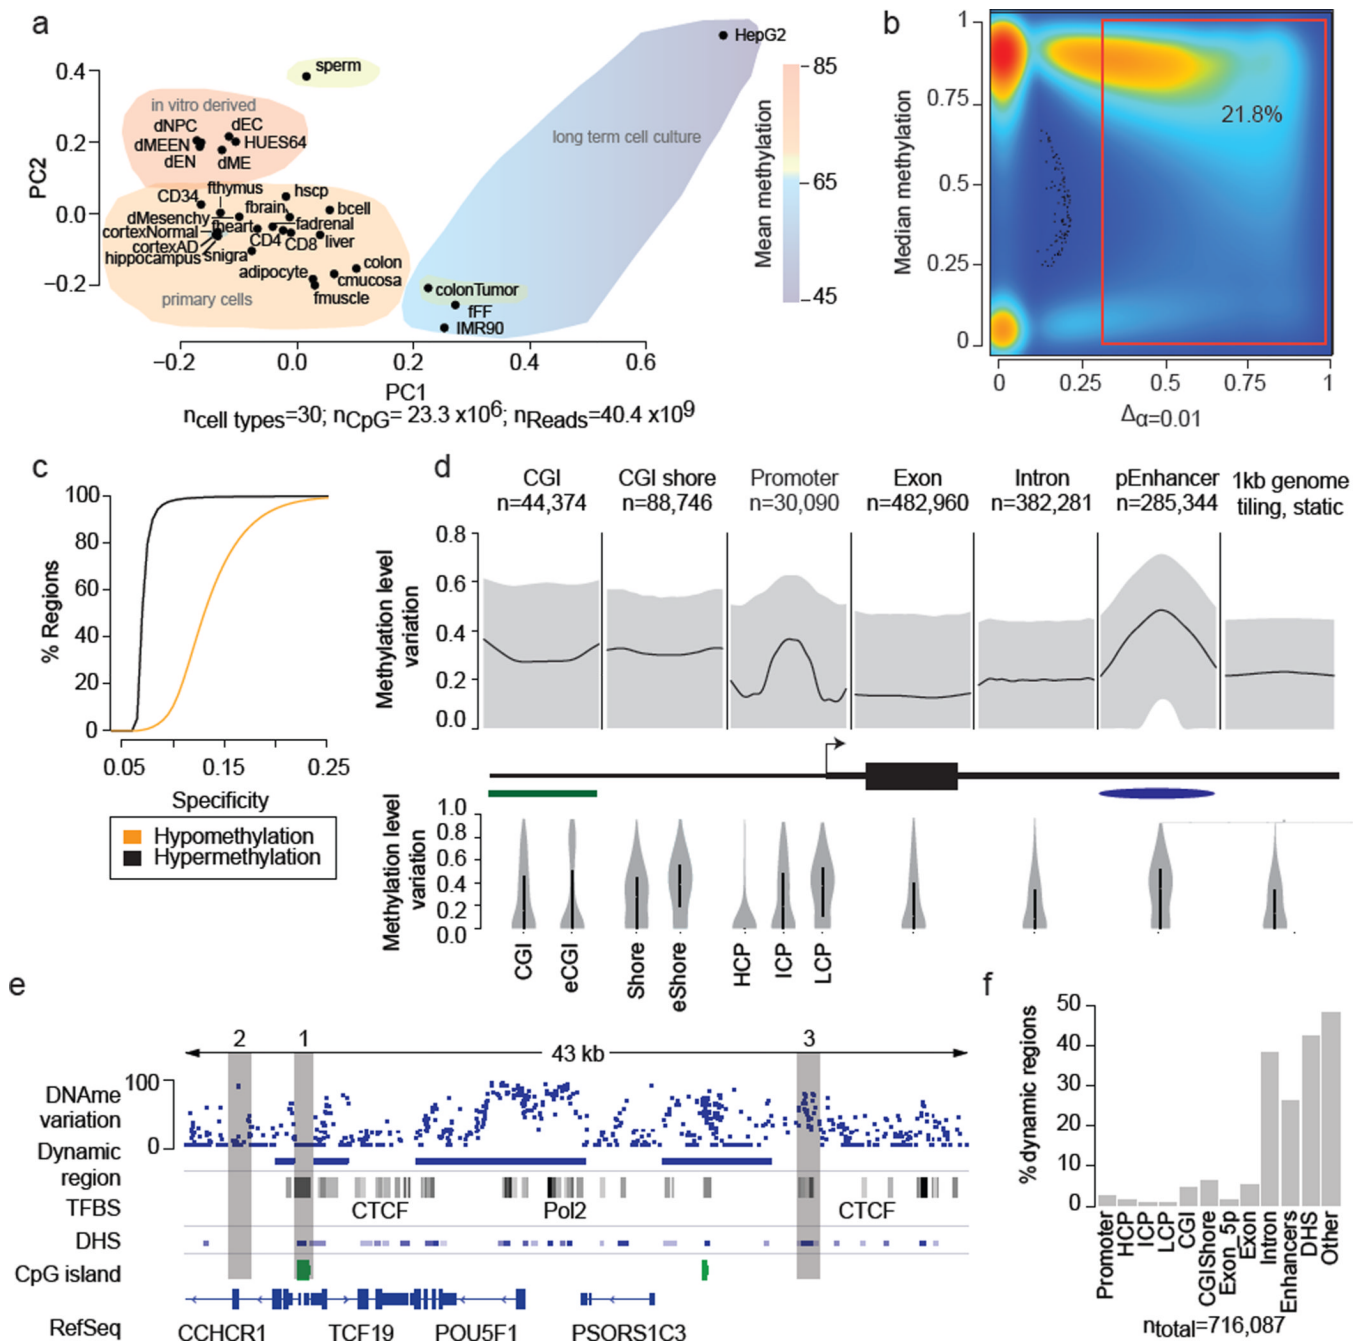 a
HepG2
0.4
sperm
in vitro derived
dNPC
dEC
0.2
dMEEN
HUES64
dEN
dME
long term cell culture
PC2
CD34
fthymus
hscp
dMesenchy
fbrain
bcell
0.0
cortexNormal
fheart
fadrenal
cortexAD
CD4
CD8
liver
hippocampus
snigra
adipocyte
colon
cmucosa
−0.2
primary cells
fmuscle
colonTumor
fFF
IMR90
−0.2
0.0
0.2
0.4
0.6
PC1
ncell types=30; nCpG= 23.3 x10^6; nReads=40.4 x10^9
Mean methylation
85
65
45
b
Median methylation
1
0.75
0.25
0
21.8%
0
0.25
0.5
0.75
1
Δα=0.01
c
% Regions
100
80
60
40
20
0
0.05
0.15
0.25
Specificity
Hypomethylation
Hypermethylation
d
CGI
n=44,374
CGI shore
n=88,746
Promoter
n=30,090
Exon
n=482,960
Intron
n=382,281
pEnhancer
n=285,344
1kb genome
tiling, static
Methylation level
variation
0.8
0.6
0.4
0.2
0.0
Methylation level
variation
1.0
0.8
0.6
0.4
0.2
0.0
CGI
eCGI
Shore
eShore
HCP
ICP
LCP
e
2
1
3
43 kb
DNAme
variation
100
0
Dynamic
region
TFBS
CTCF
Pol2
CTCF
DHS
CpG island
RefSeq
CCHCR1
TCF19
POU5F1
PSORS1C3
f
% dynamic regions
50
40
30
20
10
0
Promoter
HCP
ICP
LCP
CGI
CGIShore
Exon_5p
Exon
Intron
Enhancers
DHS
Other
ntotal=716,087